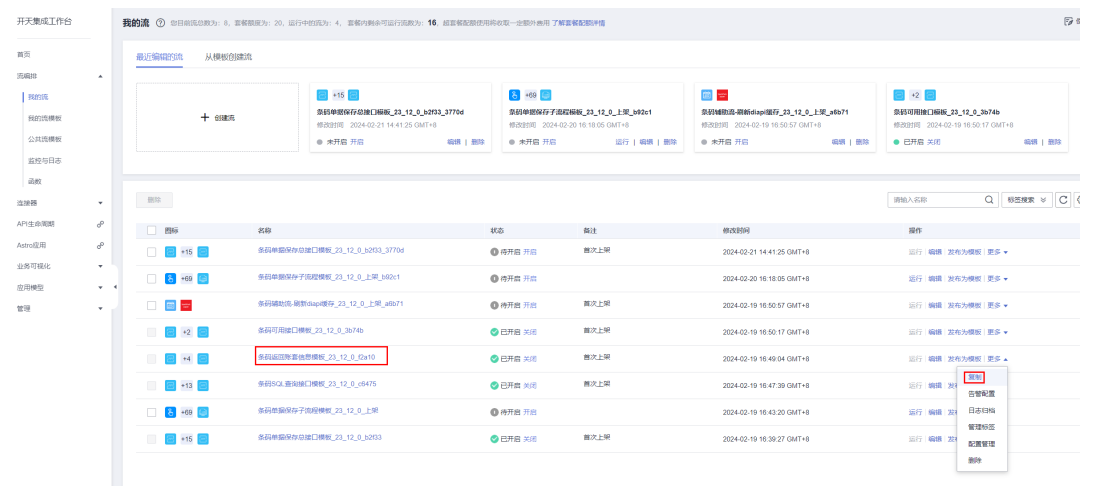 开天集成工作台
我的流 您目前流总数为: 8, 套餐额度为: 20, 运行中的流为: 4, 套餐内剩余可运行流数为: 16, 超套餐配额使用将收取一定额外费用 了解套餐配额详情
首页
流编排
我的流
我的流模板
公共流模板
监控与日志
函数
连接器
API生命周期
Astro应用
业务可视化
应用模型
管理
最近编辑的流 从模板创建流
+ 创建流
+15
条码单据保存总接口模板_23_12_0_b2f33_3770d
修改时间 2024-02-21 14:41:25 GMT+8
未开启 开启 编辑 | 删除
+69
条码单据保存子流程模板_23_12_0_上架_b92c1
修改时间 2024-02-20 16:18:05 GMT+8
未开启 开启 运行 | 编辑 | 删除
条码辅助流-刷新diapi缓存_23_12_0_上架_a6b71
修改时间 2024-02-19 16:50:57 GMT+8
未开启 开启 编辑 | 删除
+2
条码可用接口模板_23_12_0_3b74b
修改时间 2024-02-19 16:50:17 GMT+8
已开启 关闭 编辑 | 删除
删除 请输入名称 标签搜索
图标 名称 状态 备注 修改时间 操作
+15 条码单据保存总接口模板_23_12_0_b2f33_3770d 待开启 开启 首次上架 2024-02-21 14:41:25 GMT+8 运行 编辑 发布为模板 更多
+69 条码单据保存子流程模板_23_12_0_上架_b92c1 待开启 开启 2024-02-20 16:18:05 GMT+8 运行 编辑 发布为模板 更多
条码辅助流-刷新diapi缓存_23_12_0_上架_a6b71 待开启 开启 首次上架 2024-02-19 16:50:57 GMT+8 运行 编辑 发布为模板 更多
+2 条码可用接口模板_23_12_0_3b74b 已开启 关闭 首次上架 2024-02-19 16:50:17 GMT+8 运行 编辑 发布为模板 更多
+4 条码返回账套信息模板_23_12_0_f2a10 已开启 关闭 首次上架 2024-02-19 16:49:04 GMT+8 运行 编辑 发布为模板 更多
+13 条码SQL查询接口模板_23_12_0_c6475 已开启 关闭 首次上架 2024-02-19 16:47:39 GMT+8 运行 编辑 发布
+69 条码单据保存子流程模板_23_12_0_上架 待开启 开启 2024-02-19 16:43:20 GMT+8 运行 编辑 发布
+15 条码单据保存总接口模板_23_12_0_b2f33 已开启 关闭 首次上架 2024-02-19 16:39:27 GMT+8 运行 编辑 发布
复制
告警配置
日志归档
管理标签
配置管理
删除